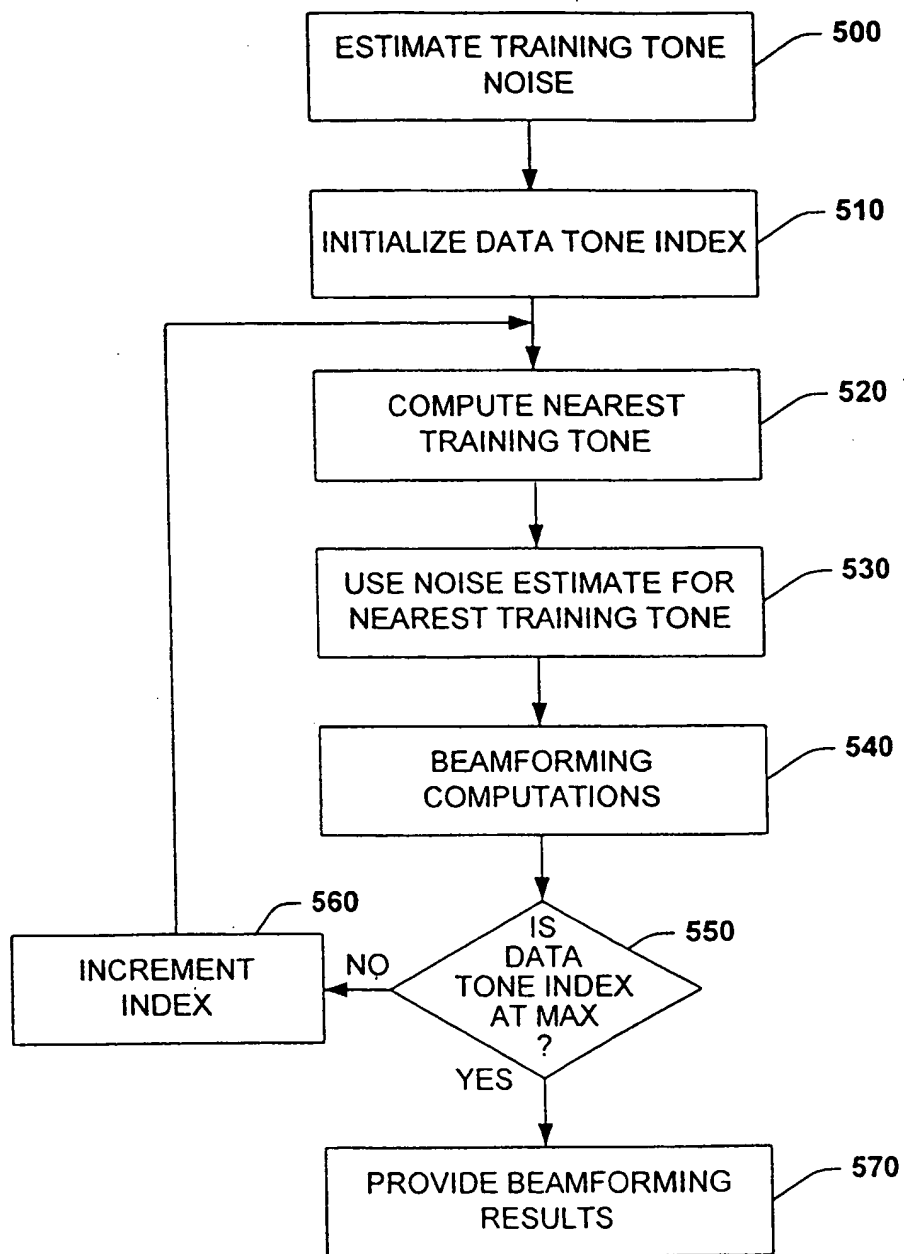 ESTIMATE TRAINING TONE
NOISE
500
INITIALIZE DATA TONE INDEX
510
COMPUTE NEAREST
TRAINING TONE
520
USE NOISE ESTIMATE FOR
NEAREST TRAINING TONE
530
BEAMFORMING
COMPUTATIONS
540
IS
DATA
TONE INDEX
AT MAX
?
550
NO
560
INCREMENT
INDEX
YES
PROVIDE BEAMFORMING
RESULTS
570